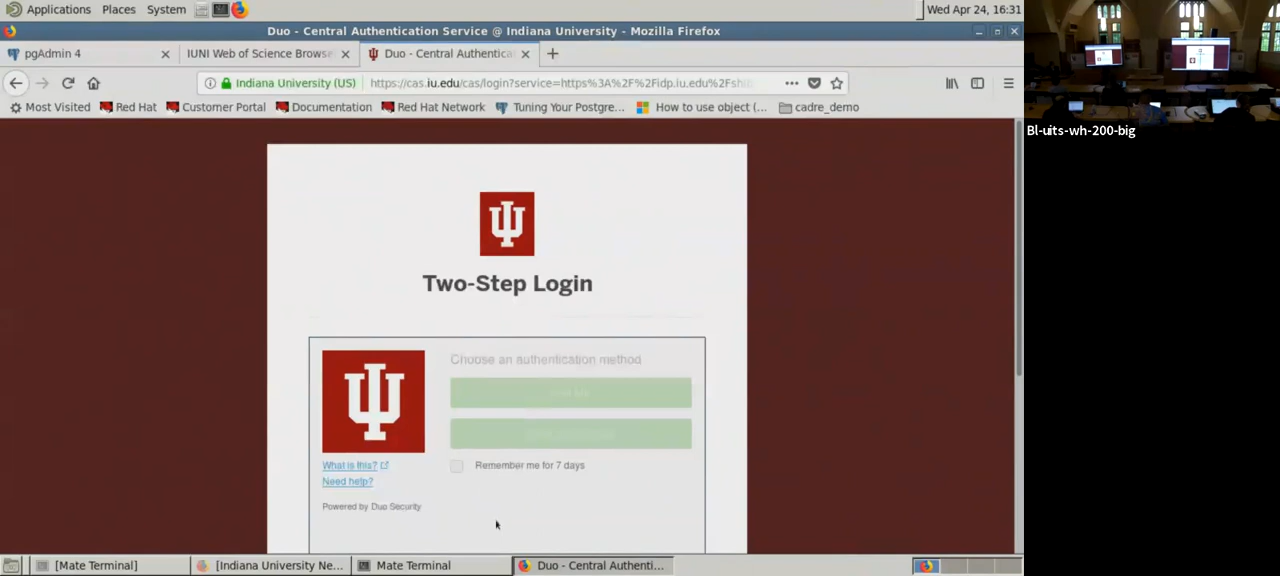 Applications Places System
Wed Apr 24, 16:31
Duo - Central Authentication Service @ Indiana University - Mozilla Firefox
pgAdmin 4
IUNI Web of Science Browse
Duo - Central Authentica
Indiana University (US)
https://cas.iu.edu/cas/login?service=https%3A%2F%2Fidp.iu.edu%2Fshi
Most Visited
Red Hat
Customer Portal
Documentation
Red Hat Network
Tuning Your Postgre...
How to use object (...
cadre_demo
Bl-uits-wh-200-big
Two-Step Login
Choose an authentication method
Remember me for 7 days
What is this?
Need help?
Powered by Duo Security
[Mate Terminal]
[Indiana University Ne...
Mate Terminal
Duo - Central Authenti...